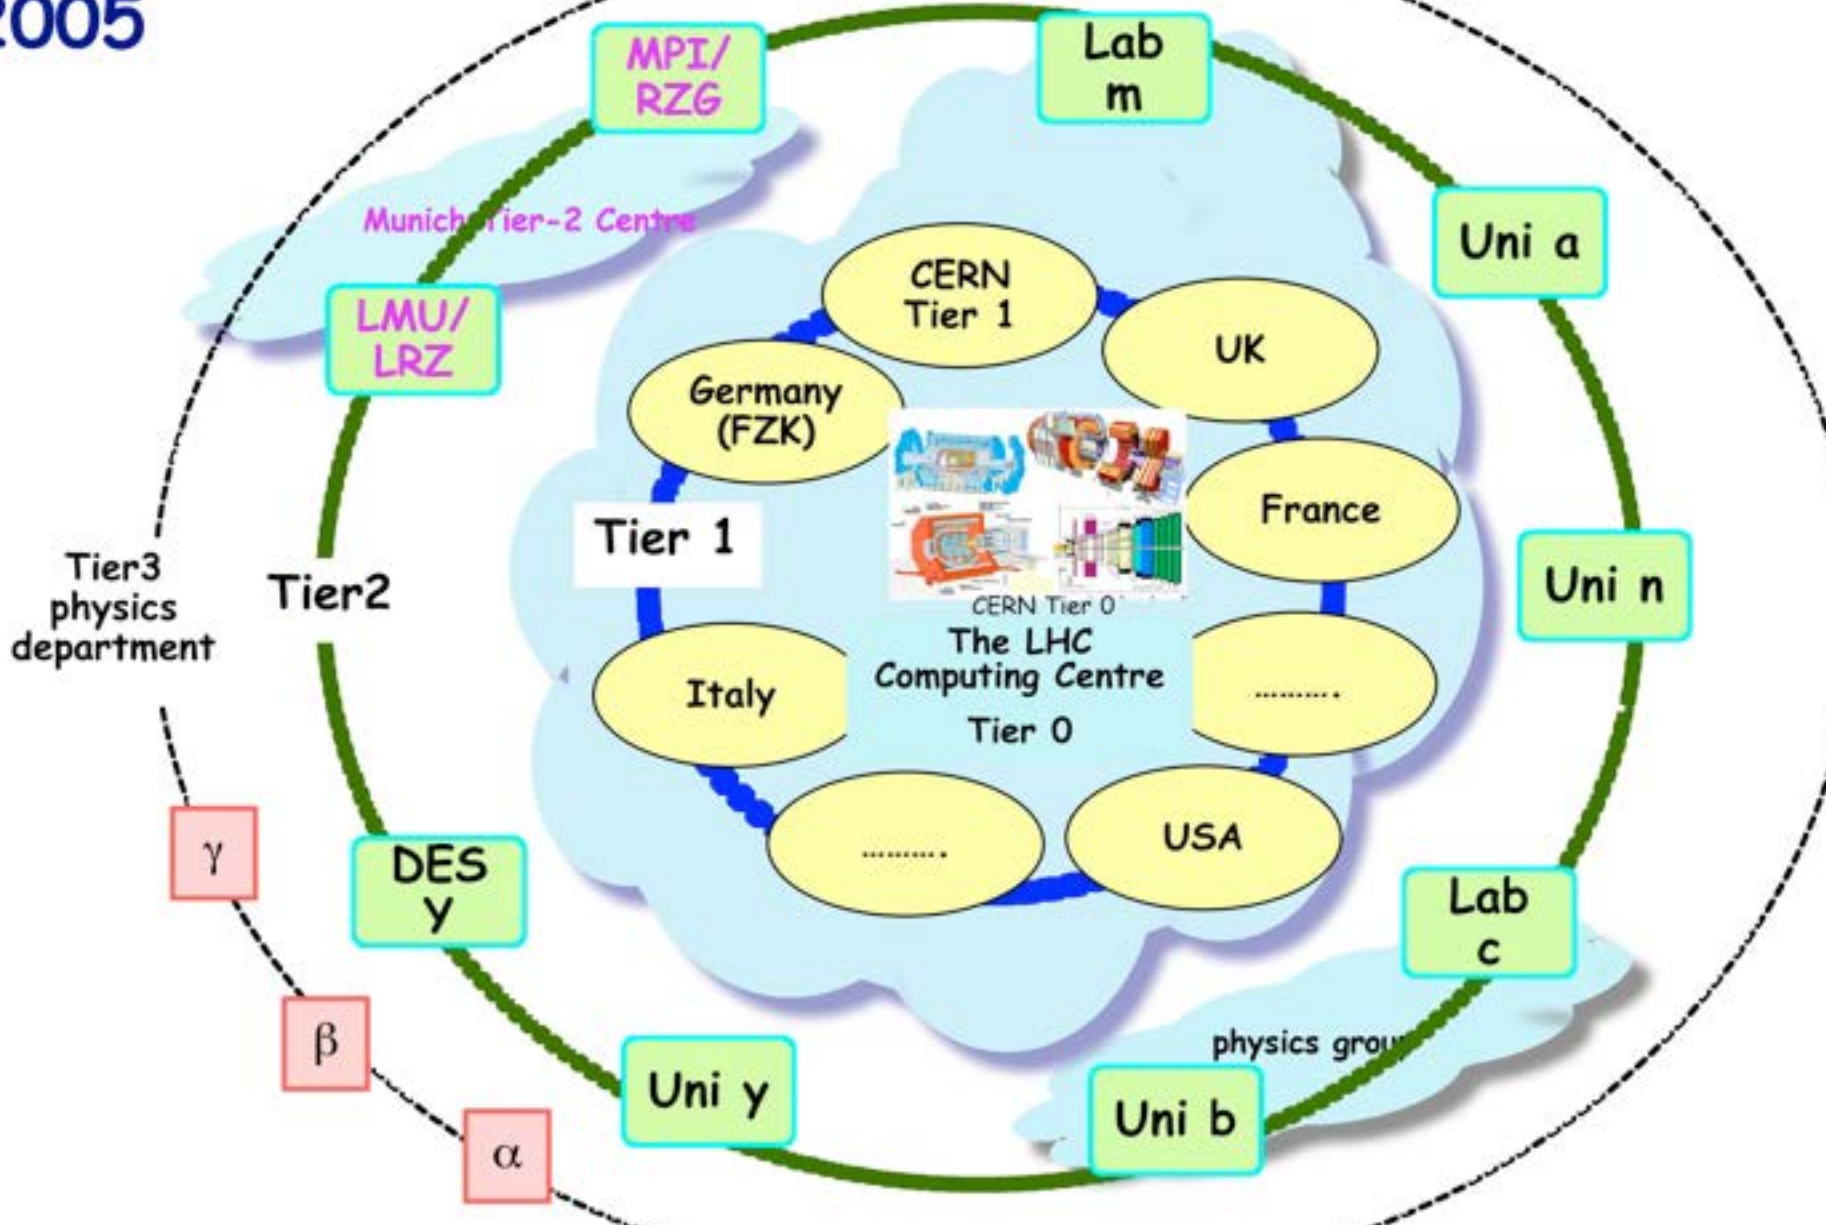 2005
MPI/
RZG
Lab
m
Uni a
Munich Tier-2 Centre
CERN
Tier 1
LMU/
LRZ
UK
Germany
(FZK)
France
Tier 1
Tier3
physics
department
Tier2
Uni n
CERN Tier 0
The LHC
Computing Centre
Tier 0
Italy
..........
..........
USA
γ
DES
Y
Lab
c
β
physics group
Uni y
Uni b
α